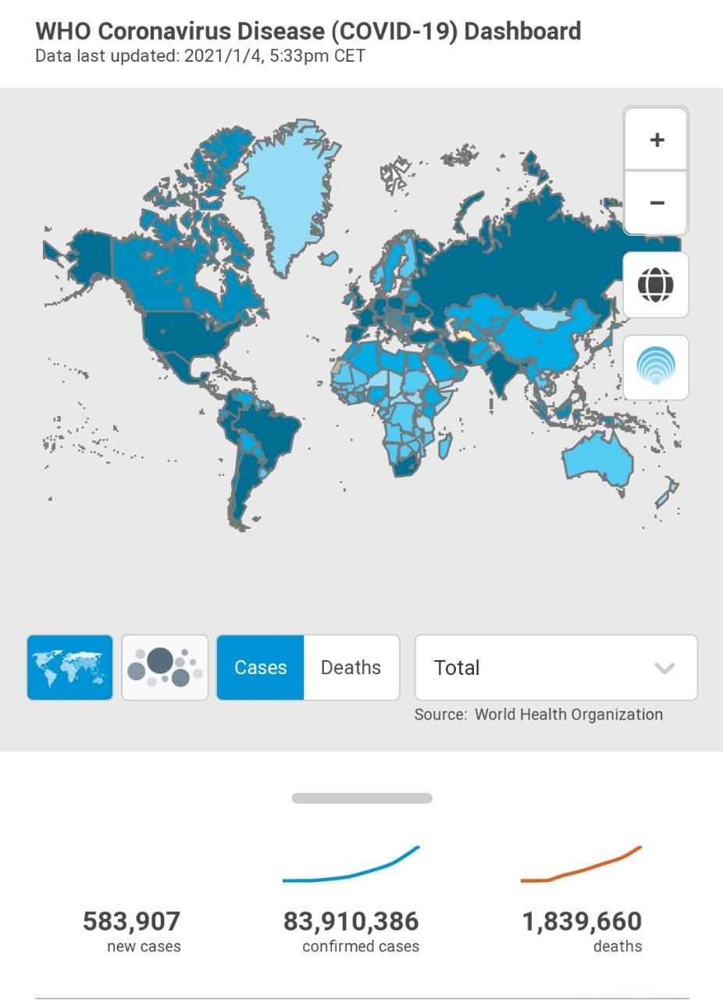 WHO Coronavirus Disease (COVID-19) Dashboard
Data last updated: 2021/1/4, 5:33pm CET
+
−
Cases
Deaths
Total
Source: World Health Organization
583,907
new cases
83,910,386
confirmed cases
1,839,660
deaths